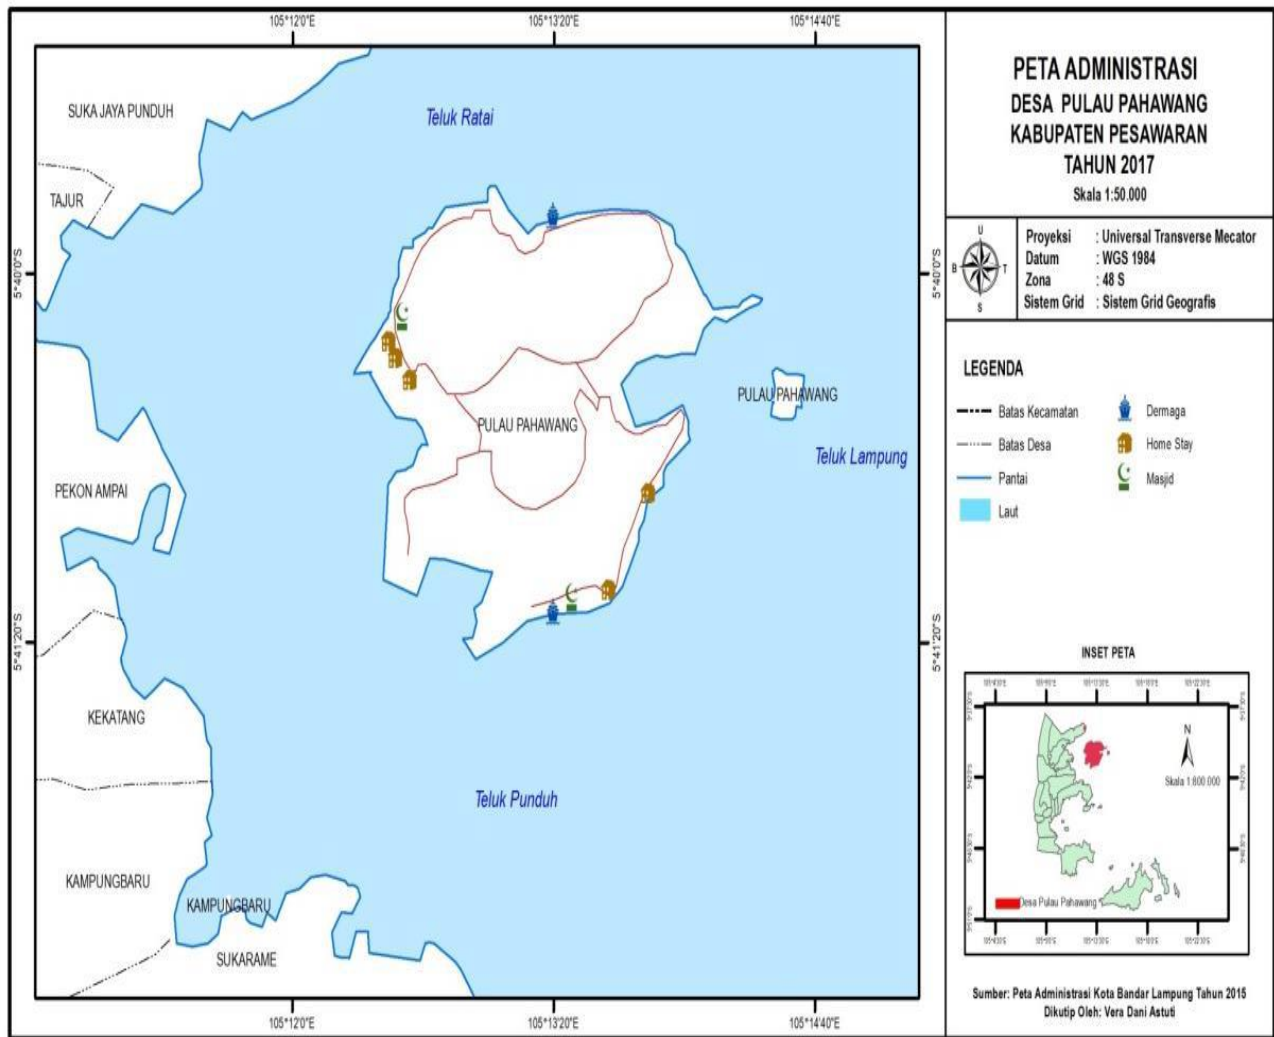 105°12'0"E
105°13'20"E
105°14'40"E
SUKA JAYA PUNDUH
Teluk Ratai
TAJUR
5°40'0"S
5°40'0"S
PULAU PAHAWANG
PULAU PAHAWANG
Teluk Lampung
PEKON AMPAI
5°41'20"S
5°41'20"S
KEKATANG
Teluk Punduh
KAMPUNGBARU
KAMPUNGBARU
SUKARAME
105°12'0"E
105°13'20"E
105°14'40"E
PETA ADMINISTRASI
DESA PULAU PAHAWANG
KABUPATEN PESAWARAN
TAHUN 2017
Skala 1:50.000
U
B
T
S
Proyeksi : Universal Transverse Mecator
Datum : WGS 1984
Zona : 48 S
Sistem Grid : Sistem Grid Geografis
LEGENDA
Batas Kecamatan
Batas Desa
Pantai
Laut
Dermaga
Home Stay
Masjid
INSET PETA
N
Skala 1:800.000
Desa Pulau Pahawang
Sumber: Peta Administrasi Kota Bandar Lampung Tahun 2015
Dikutip Oleh: Vera Dani Astuti